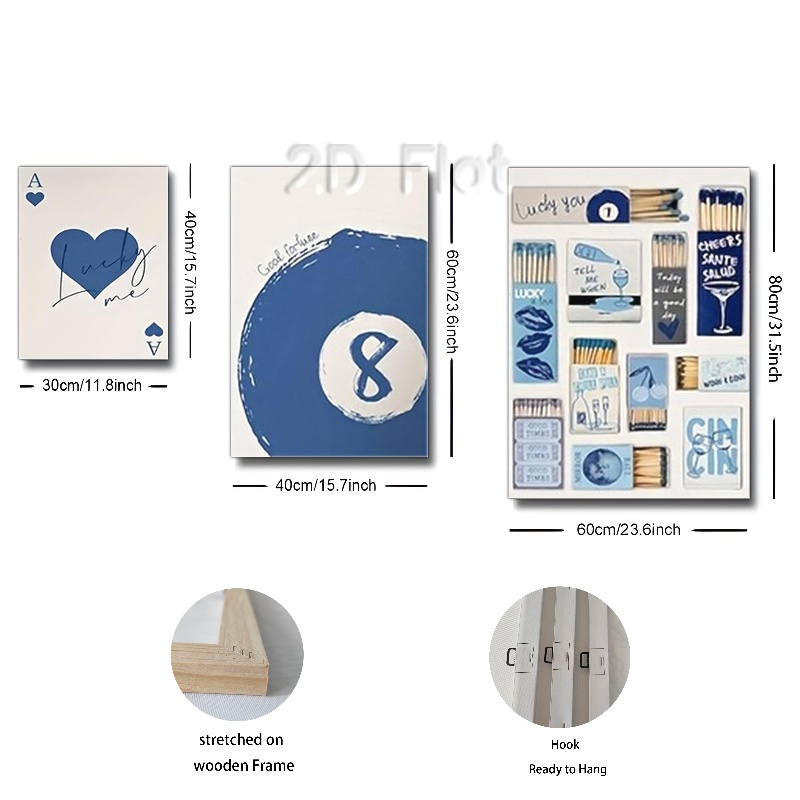 2D Flat
A
Lucky
me
A
40cm/15.7inch
30cm/11.8inch
Good fortune
8
60cm/23.6inch
40cm/15.7inch
Lucky you
7
CHEERS
SANTE
SALUD
LUCKY
TELL
ME
WHEN
Today
will be
a good
day
GOOD
TIMES
GOOD
TIMES
GOOD
TIMES
GIN
GIN
80cm/31.5inch
60cm/23.6inch
stretched on
wooden Frame
Hook
Ready to Hang